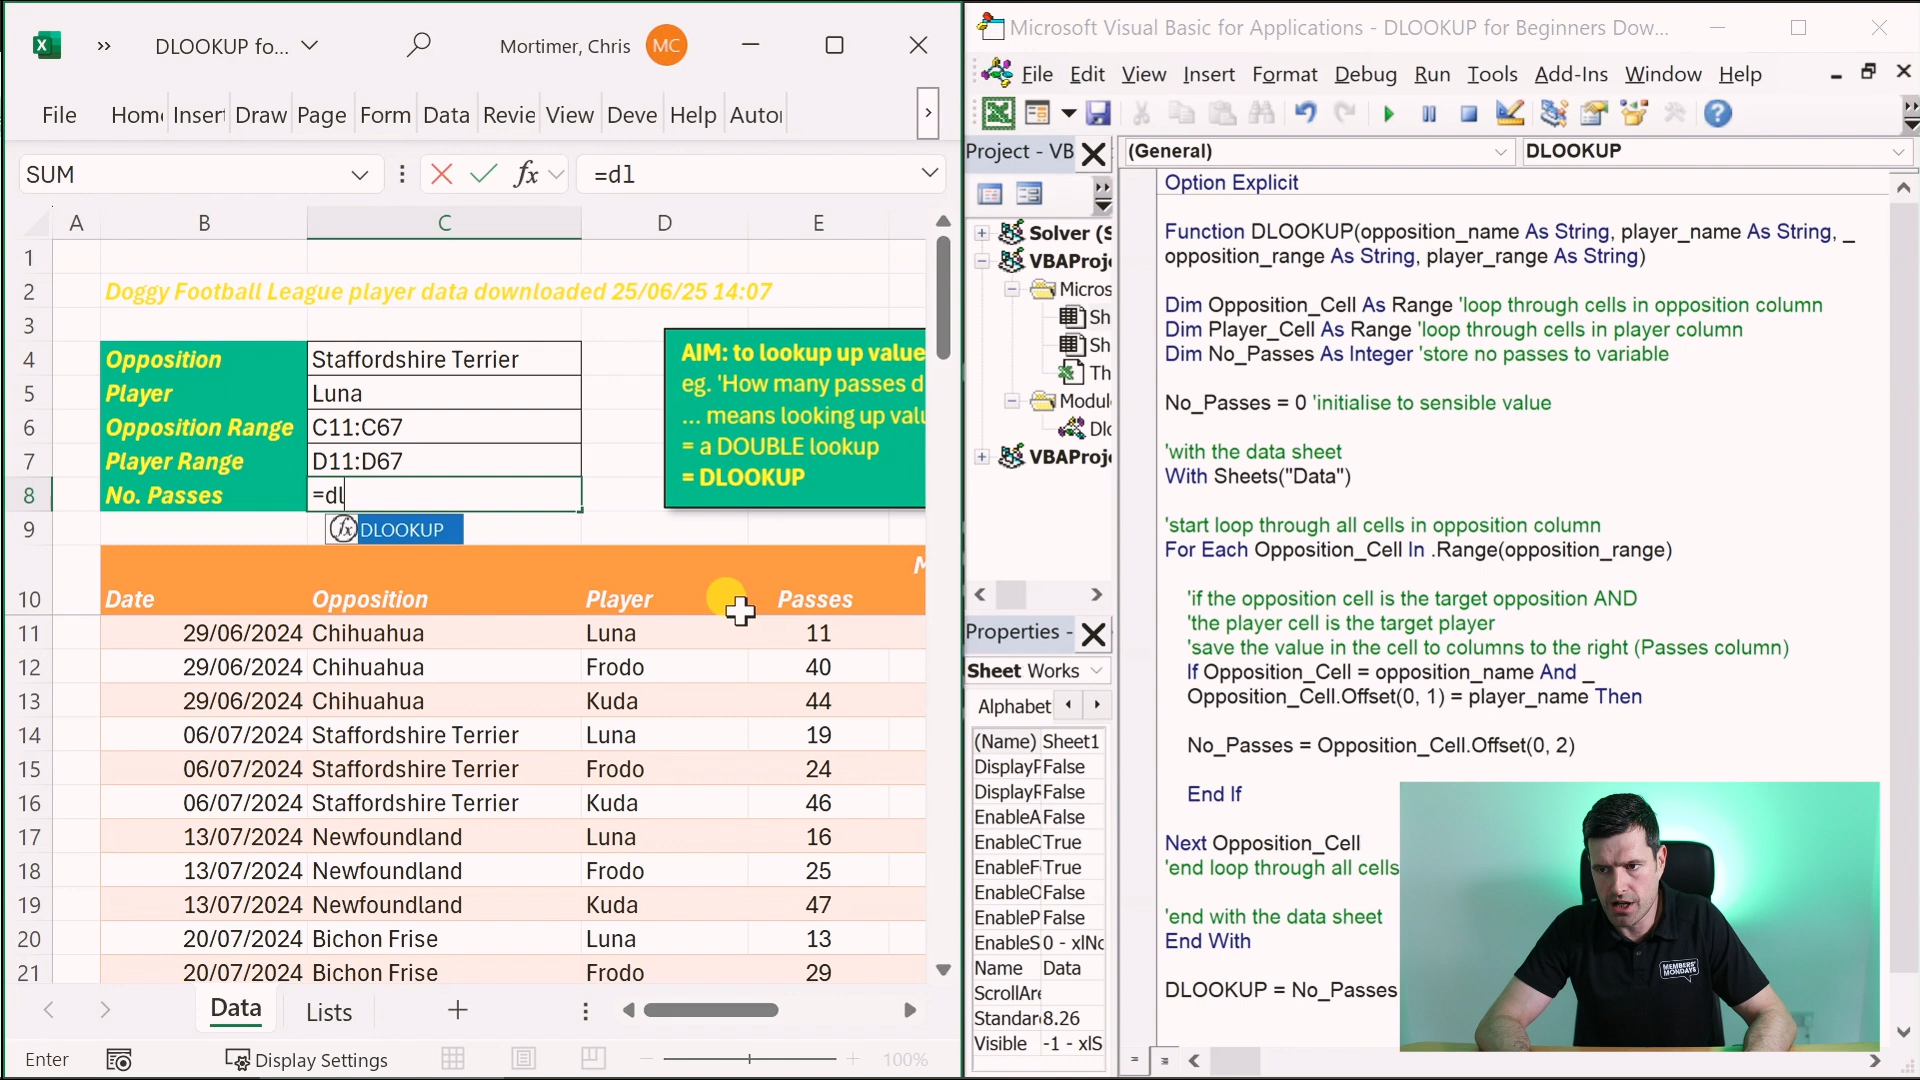 DLOOKUP fo...
Mortimer, Chris
MC
File
Home
Insert
Draw
Page
Form
Data
Revie
View
Deve
Help
Autor
SUM
fx
=dl
A
B
C
D
E
1
2
Doggy Football League player data downloaded 25/06/25 14:07
3
4
Opposition
Staffordshire Terrier
5
Player
Luna
6
Opposition Range
C11:C67
7
Player Range
D11:D67
8
No. Passes
=dl
9
fx DLOOKUP
AIM: to lookup up value
eg. 'How many passes d
... means looking up valu
= a DOUBLE lookup
= DLOOKUP
10
Date
Opposition
Player
Passes
11 29/06/2024 Chihuahua Luna 11
12 29/06/2024 Chihuahua Frodo 40
13 29/06/2024 Chihuahua Kuda 44
14 06/07/2024 Staffordshire Terrier Luna 19
15 06/07/2024 Staffordshire Terrier Frodo 24
16 06/07/2024 Staffordshire Terrier Kuda 46
17 13/07/2024 Newfoundland Luna 16
18 13/07/2024 Newfoundland Frodo 25
19 13/07/2024 Newfoundland Kuda 47
20 20/07/2024 Bichon Frise Luna 13
21 20/07/2024 Bichon Frise Frodo 29
Data
Lists
Enter
Display Settings
100%
Microsoft Visual Basic for Applications - DLOOKUP for Beginners Dow...
File Edit View Insert Format Debug Run Tools Add-Ins Window Help
Project - VB
Solver (S
VBAProj
Micros
Sh
Sh
Th
Modul
Dlo
VBAProj
Properties -
Sheet Works
Alphabet
(Name) Sheet1
DisplayF False
DisplayF False
EnableA False
EnableC True
EnableF True
EnableC False
EnableP False
EnableS 0 - xlNo
Name Data
ScrollAre
Standar 8.26
Visible -1 - xlS
(General)
DLOOKUP
Option Explicit
Function DLOOKUP(opposition_name As String, player_name As String, _
opposition_range As String, player_range As String)
Dim Opposition_Cell As Range 'loop through cells in opposition column
Dim Player_Cell As Range 'loop through cells in player column
Dim No_Passes As Integer 'store no passes to variable
No_Passes = 0 'initialise to sensible value
'with the data sheet
With Sheets("Data")
'start loop through all cells in opposition column
For Each Opposition_Cell In .Range(opposition_range)
'if the opposition cell is the target opposition AND
'the player cell is the target player
'save the value in the cell to columns to the right (Passes column)
If Opposition_Cell = opposition_name And _
Opposition_Cell.Offset(0, 1) = player_name Then
No_Passes = Opposition_Cell.Offset(0, 2)
End If
Next Opposition_Cell
'end loop through all cells
'end with the data sheet
End With
DLOOKUP = No_Passes
MEMBERS'
MONDAYS